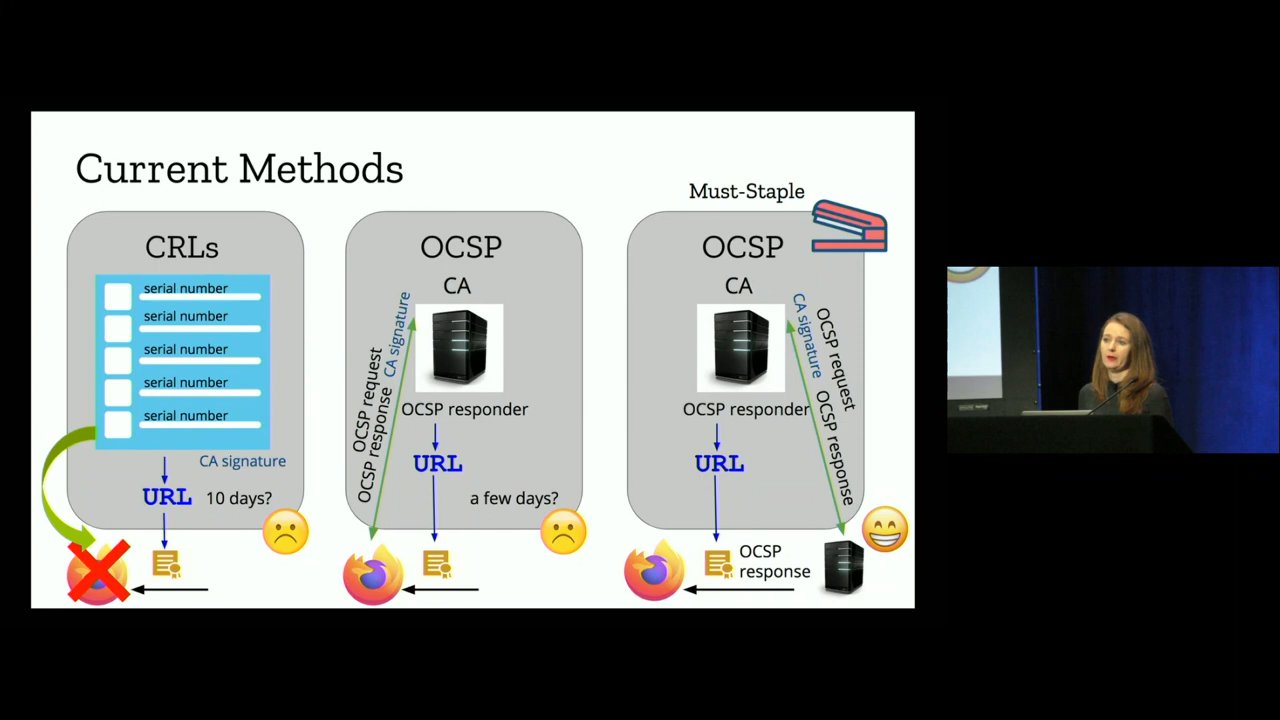 Current Methods
CRLs
serial number
serial number
serial number
serial number
serial number
CA signature
URL
10 days?
OCSP
CA
OCSP request
OCSP response
CA signature
OCSP responder
URL
a few days?
Must-Staple
OCSP
CA
CA signature
OCSP request
OCSP response
OCSP responder
URL
OCSP
response